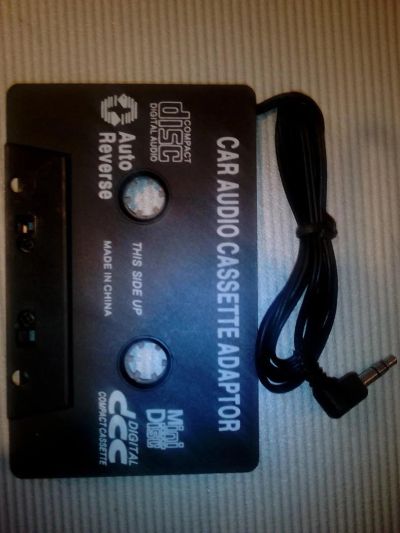 CAR AUDIO CASSETTE ADAPTOR
COMPACT
disc
DIGITAL AUDIO
Auto
Reverse
THIS SIDE UP
MADE IN CHINA
Mini
Disc
DIGITAL
dcc
COMPACT CASSETTE